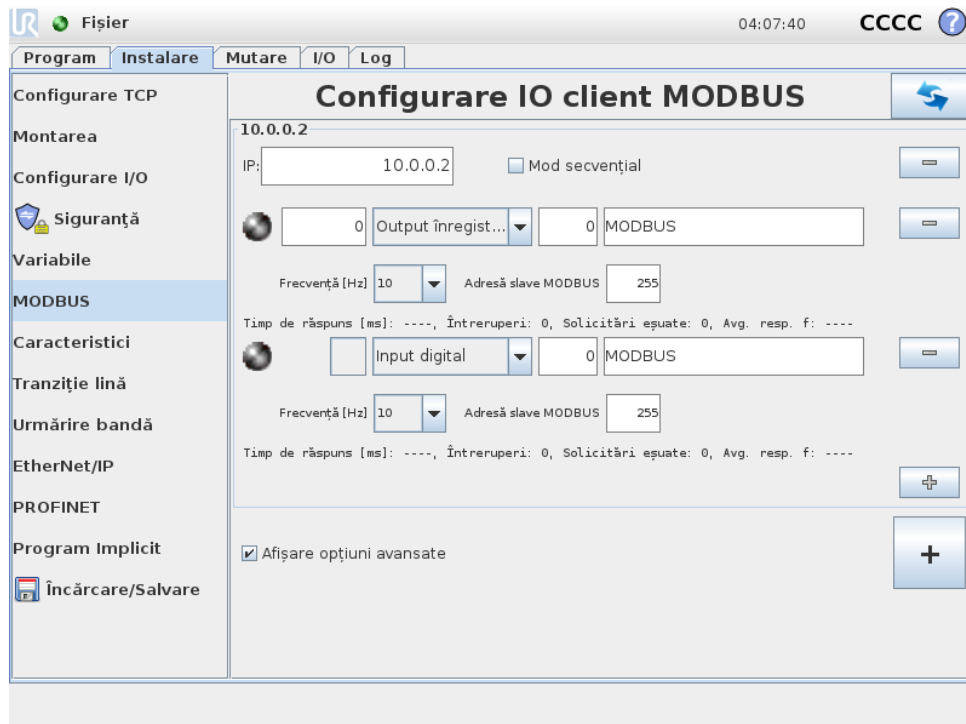 UR Fișier 04:07:40 CCCC ?
Program Instalare Mutare I/O Log
Configurare TCP
Montarea
Configurare I/O
Siguranță
Variabile
MODBUS
Caracteristici
Tranziție lină
Urmărire bandă
EtherNet/IP
PROFINET
Program Implicit
Încărcare/Salvare
Configurare IO client MODBUS
10.0.0.2
IP: 10.0.0.2 Mod secvențial
0 Output înregist... 0 MODBUS
Frecvență [Hz] 10 Adresă slave MODBUS 255
Timp de răspuns [ms]: ----, Întreruperi: 0, Solicitări eșuate: 0, Avg. resp. f: ----
Input digital 0 MODBUS
Frecvență [Hz] 10 Adresă slave MODBUS 255
Timp de răspuns [ms]: ----, Întreruperi: 0, Solicitări eșuate: 0, Avg. resp. f: ----
Afișare opțiuni avansate